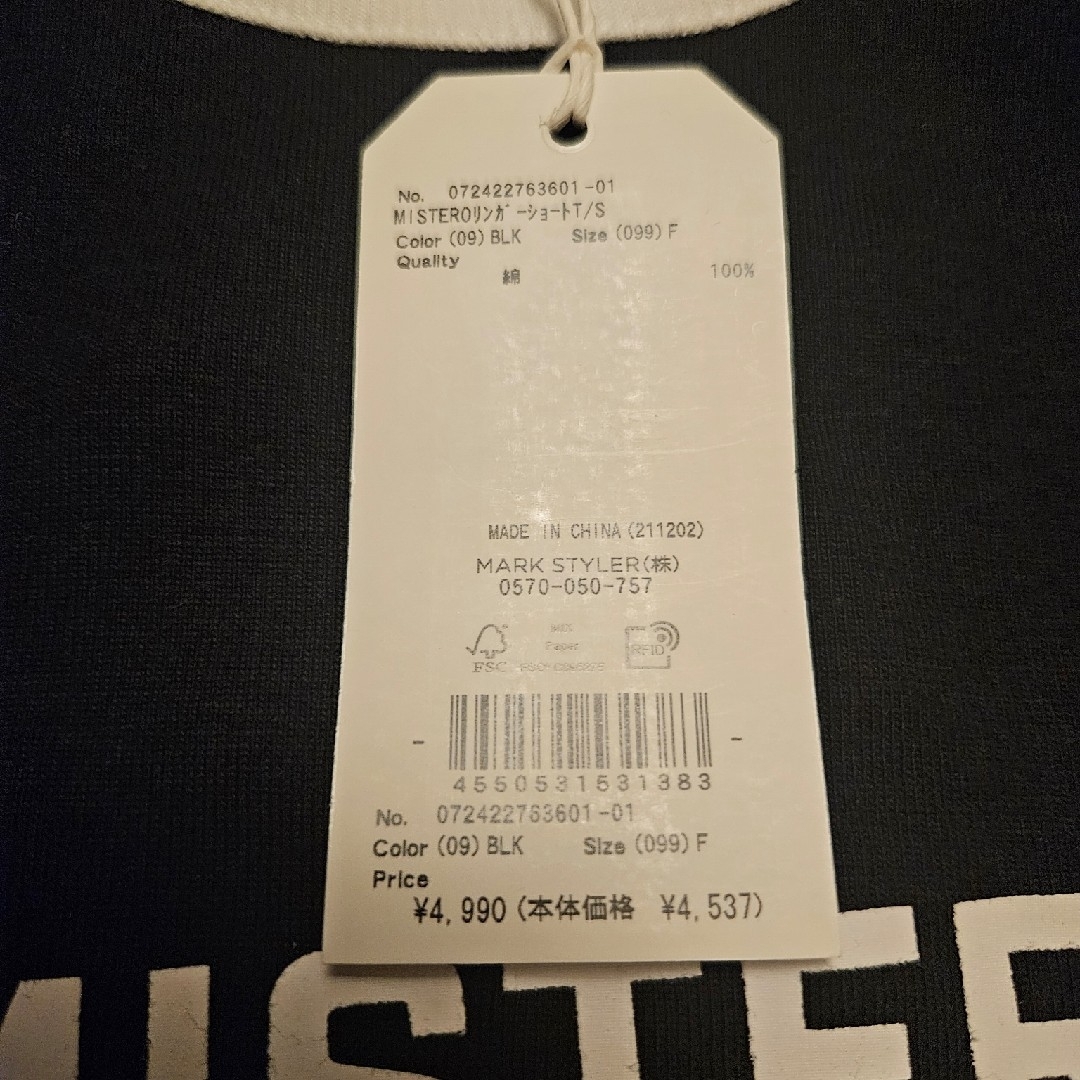 No. 072422763601-01
MISTEROリンガーショートT/S
Color (09) BLK Size (099) F
Quality
綿 100%
MADE IN CHINA (211202)
MARK STYLER(株)
0570-050-757
MIX
Paper
FSC
RFID
4550531531383
No. 072422763601-01
Color (09) BLK Size (099) F
Price
¥4,990 (本体価格 ¥4,537)
MISTER